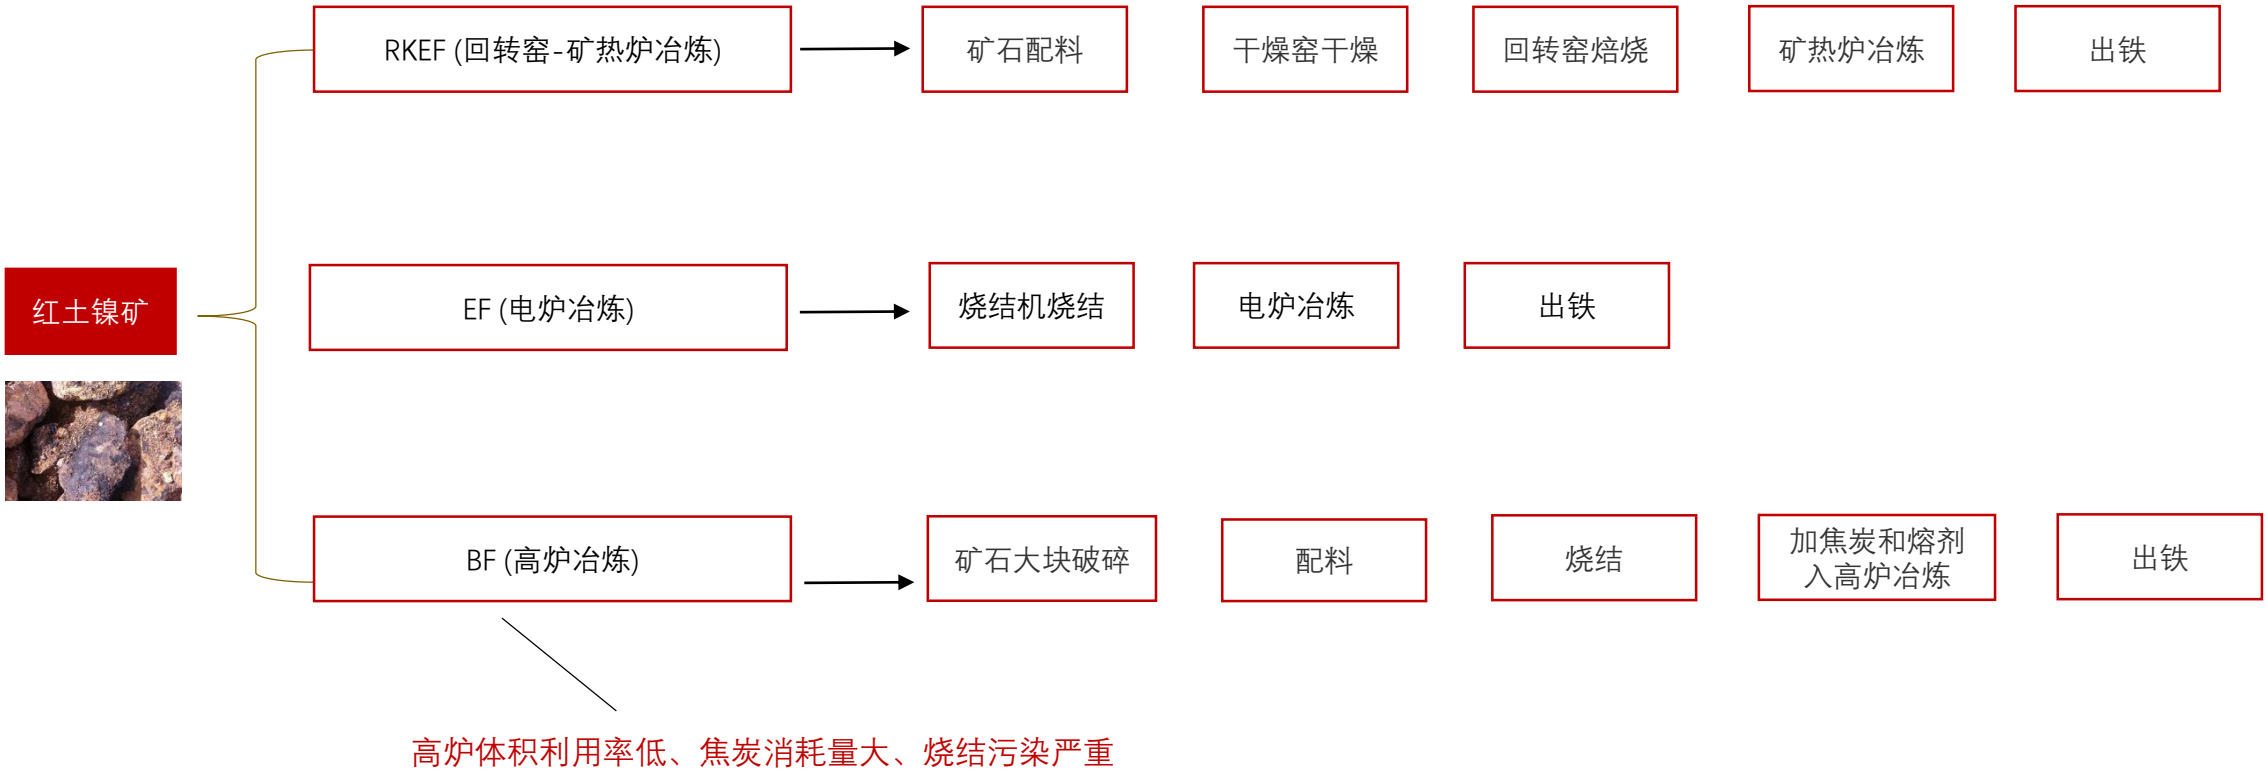 RKEF (回转窑-矿热炉冶炼)
矿石配料
干燥窑干燥
回转窑焙烧
矿热炉冶炼
出铁
红土镍矿
EF (电炉冶炼)
烧结机烧结
电炉冶炼
出铁
BF (高炉冶炼)
矿石大块破碎
配料
烧结
加焦炭和熔剂
入高炉冶炼
出铁
高炉体积利用率低、焦炭消耗量大、烧结污染严重